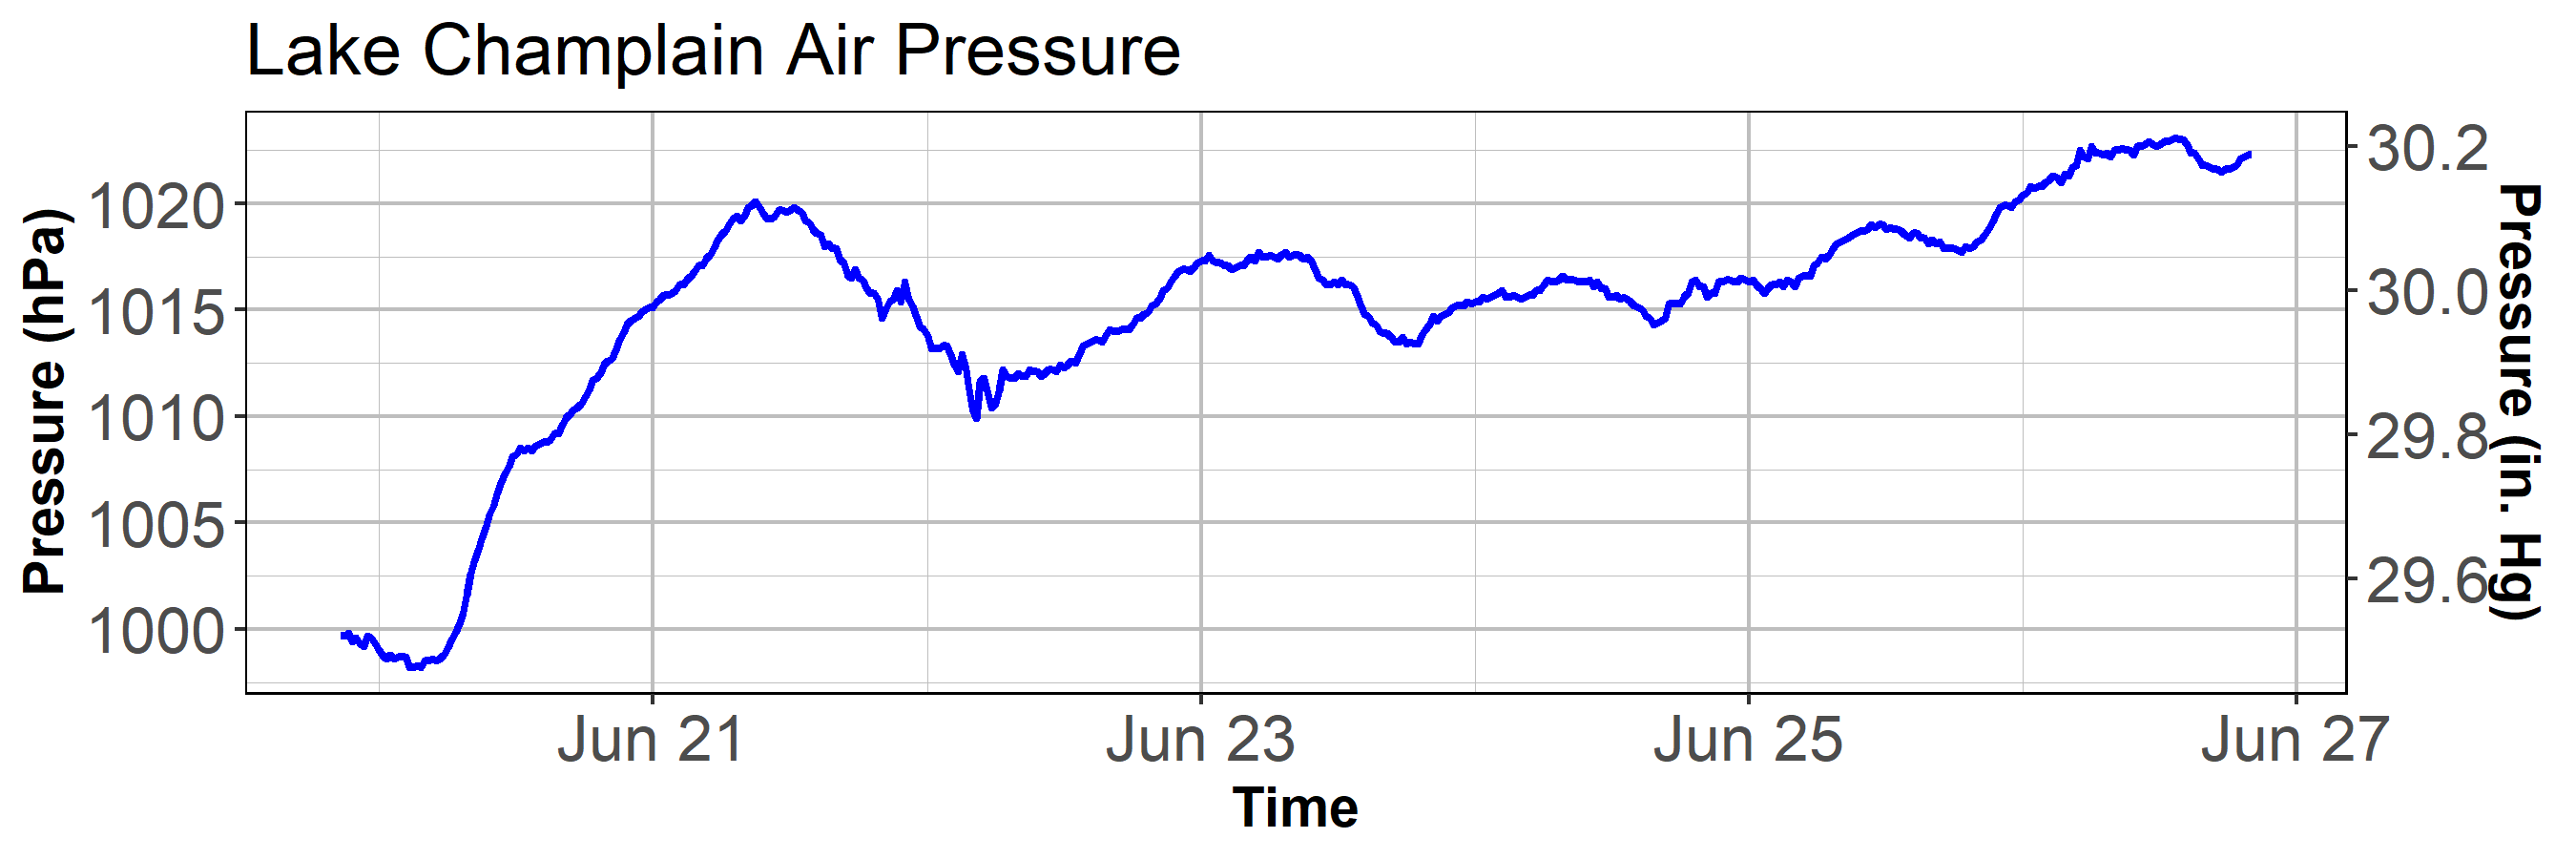 Lake Champlain Air Pressure
Pressure (hPa)
1020
1015
1010
1005
1000
30.2
30.0
29.8
29.6
Pressure (in. Hg)
Jun 21
Jun 23
Jun 25
Jun 27
Time